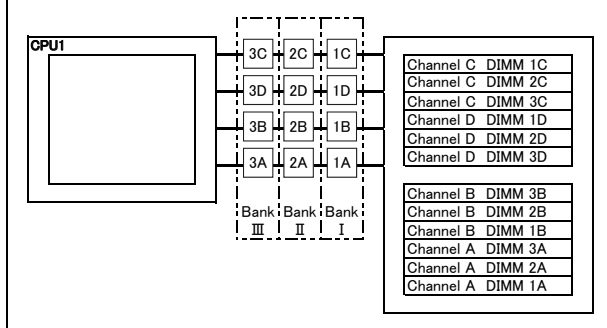 CPU1
3C 2C 1C
3D 2D 1D
3B 2B 1B
3A 2A 1A
Bank Bank Bank
Ⅲ Ⅱ Ⅰ
Channel C DIMM 1C
Channel C DIMM 2C
Channel C DIMM 3C
Channel D DIMM 1D
Channel D DIMM 2D
Channel D DIMM 3D
Channel B DIMM 3B
Channel B DIMM 2B
Channel B DIMM 1B
Channel A DIMM 3A
Channel A DIMM 2A
Channel A DIMM 1A